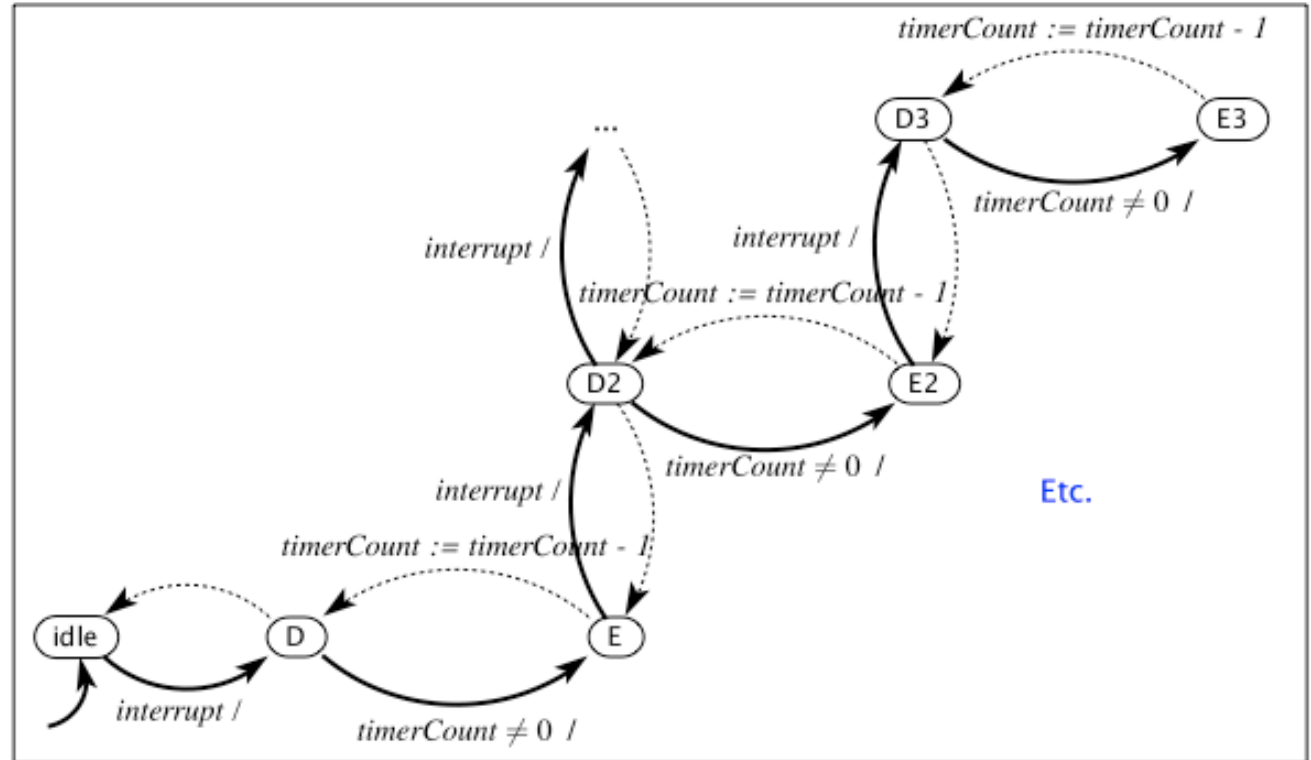 timerCount := timerCount - 1
D3
E3
...
timerCount ≠ 0 /
interrupt /
interrupt /
timerCount := timerCount - 1
D2
E2
timerCount ≠ 0 /
interrupt /
Etc.
timerCount := timerCount - 1
idle
D
E
interrupt /
timerCount ≠ 0 /